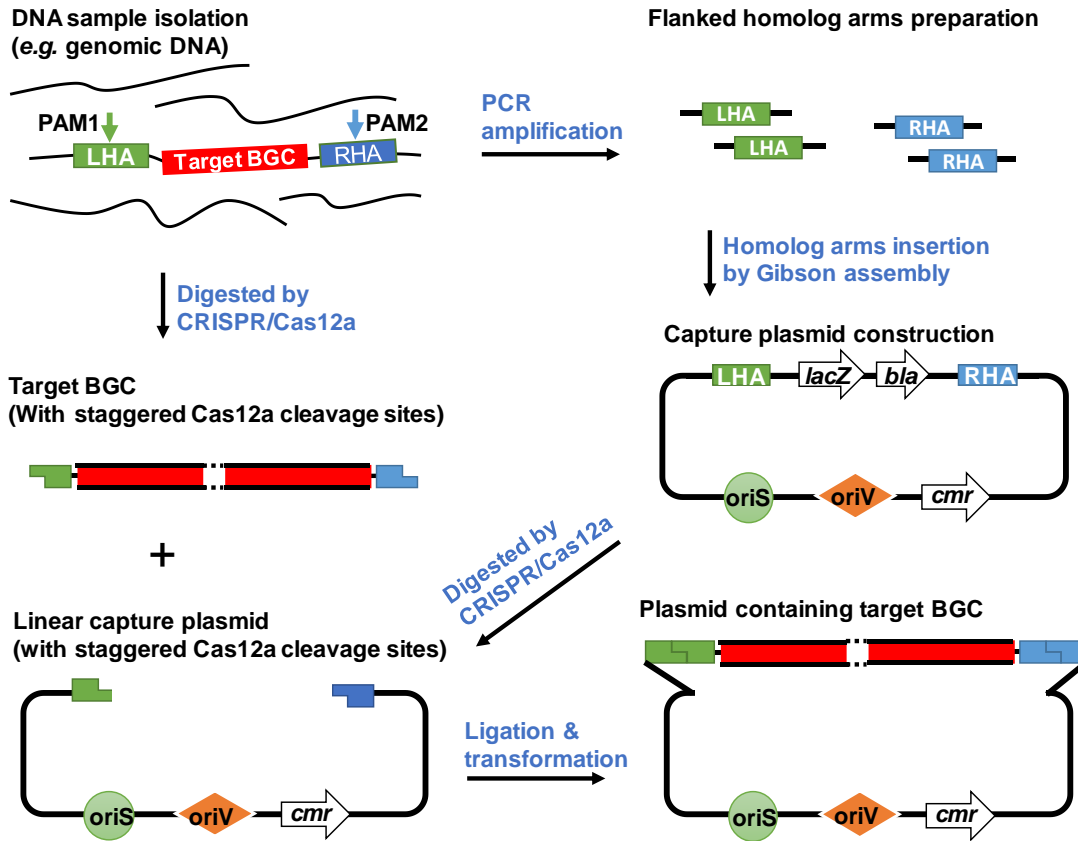 DNA sample isolation
(e.g. genomic DNA)
PAM1
PAM2
LHA
Target BGC
RHA
PCR
amplification
Flanked homolog arms preparation
LHA
LHA
RHA
RHA
Homolog arms insertion
by Gibson assembly
Digested by
CRISPR/Cas12a
Capture plasmid construction
LHA
lacZ
bla
RHA
oriS
oriV
cmr
Target BGC
(With staggered Cas12a cleavage sites)
+
Digested by
CRISPR/Cas12a
Linear capture plasmid
(with staggered Cas12a cleavage sites)
oriS
oriV
cmr
Ligation &
transformation
Plasmid containing target BGC
oriS
oriV
cmr